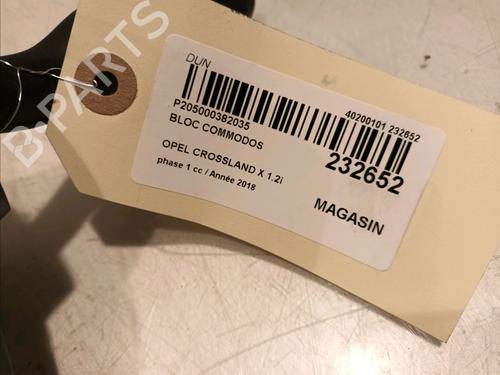 DUN
P205000382035
40200101 232652
BLOC COMMODOS
232652
OPEL CROSSLAND X 1.2i
phase 1 cc / Année 2018
MAGASIN
B-PARTS